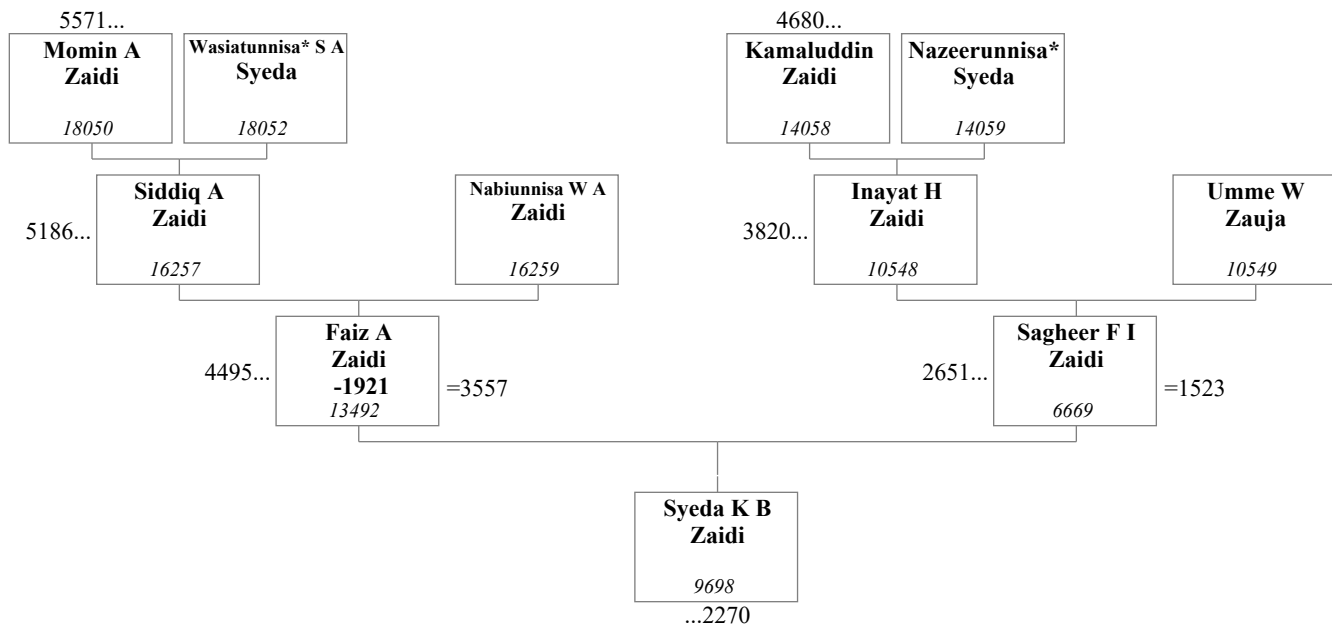 5571...
4680...
Momin A
Zaidi
18050
Wasiatunnisa* S A
Syeda
18052
Kamaluddin
Zaidi
14058
Nazeerunnisa*
Syeda
14059
5186...
Siddiq A
Zaidi
16257
Nabiunnisa W A
Zaidi
16259
3820...
Inayat H
Zaidi
10548
Umme W
Zauja
10549
4495...
Faiz A
Zaidi
-1921
13492
=3557
2651...
Sagheer F I
Zaidi
6669
=1523
Syeda K B
Zaidi
9698
...2270